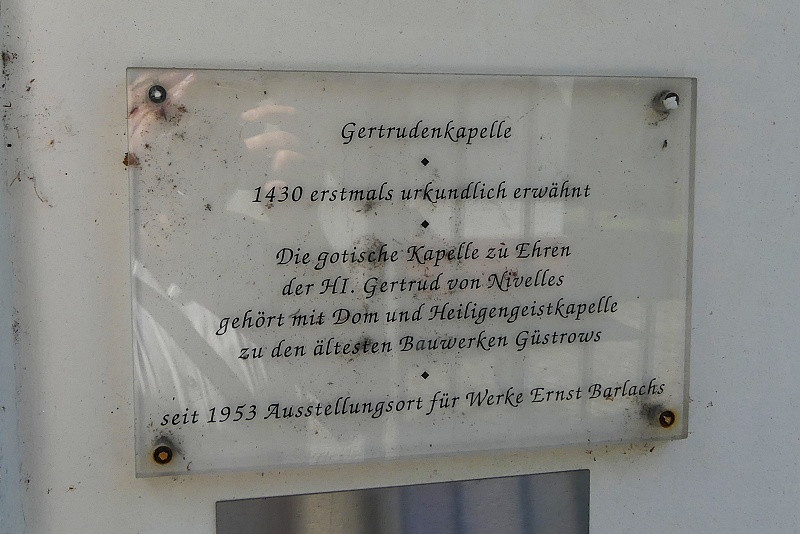 Gertrudenkapelle
1430 erstmals urkundlich erwähnt
Die gotische Kapelle zu Ehren
der HI. Gertrud von Nivelles
gehört mit Dom und Heiligengeistkapelle
zu den ältesten Bauwerken Güstrows
seit 1953 Ausstellungsort für Werke Ernst Barlachs